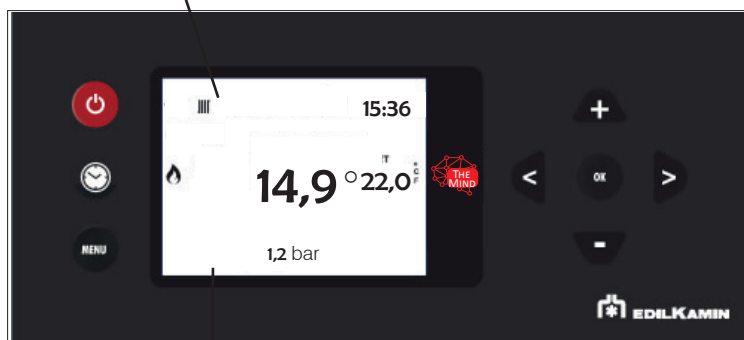 15:36
14,9 ° 22,0
1,2 bar
THE
MIND
MENU
OK
EDILKAMIN